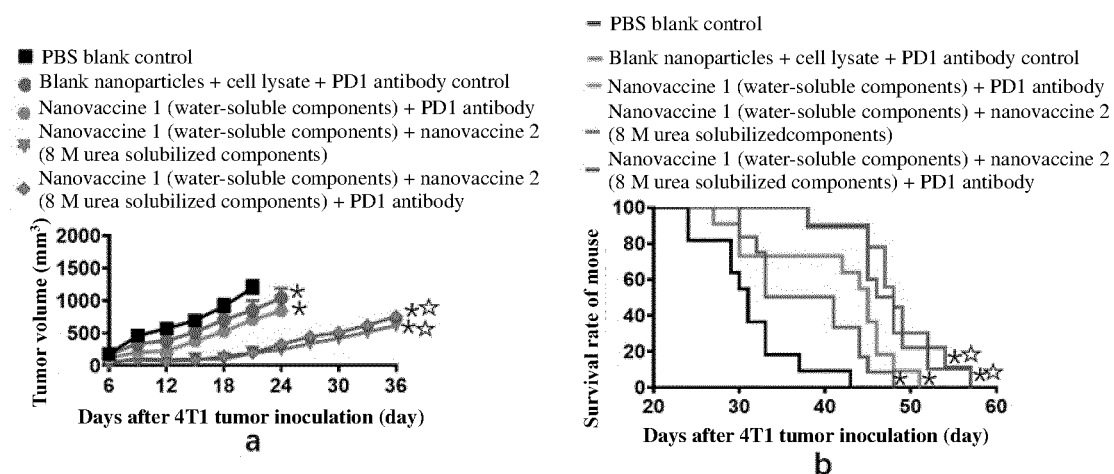 PBS blank control
Blank nanoparticles + cell lysate + PD1 antibody control
Nanovaccine 1 (water-soluble components) + PD1 antibody
Nanovaccine 1 (water-soluble components) + nanovaccine 2
(8 M urea solubilized components)
Nanovaccine 1 (water-soluble components) + nanovaccine 2
(8 M urea solubilized components) + PD1 antibody
Tumor volume (mm³)
2000
1500
1000
500
0
6
12
18
24
30
36
Days after 4T1 tumor inoculation (day)
a
PBS blank control
Blank nanoparticles + cell lysate + PD1 antibody control
Nanovaccine 1 (water-soluble components) + PD1 antibody
Nanovaccine 1 (water-soluble components) + nanovaccine 2
(8 M urea solubilizedcomponents)
Nanovaccine 1 (water-soluble components) + nanovaccine 2
(8 M urea solubilized components) + PD1 antibody
Survival rate of mouse
100
80
60
40
20
0
20
30
40
50
60
Days after 4T1 tumor inoculation (day)
b